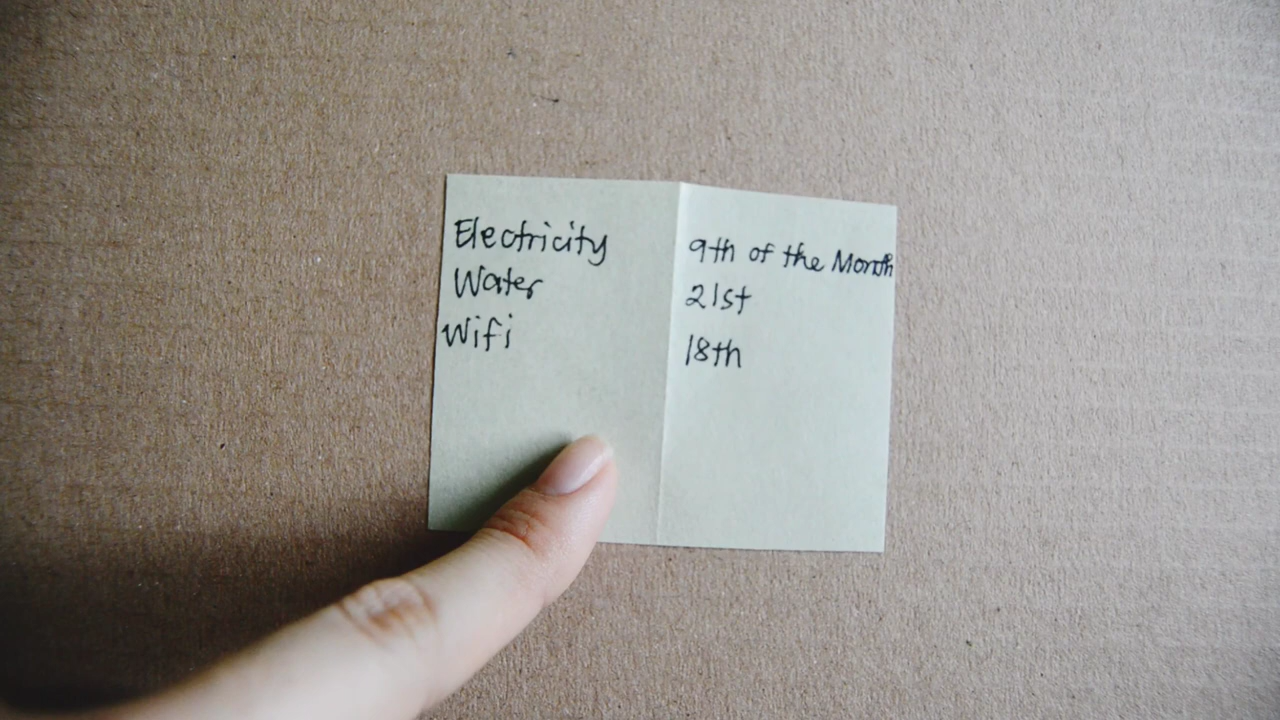 Electricity
Water
Wifi
9th of the Month
21st
18th